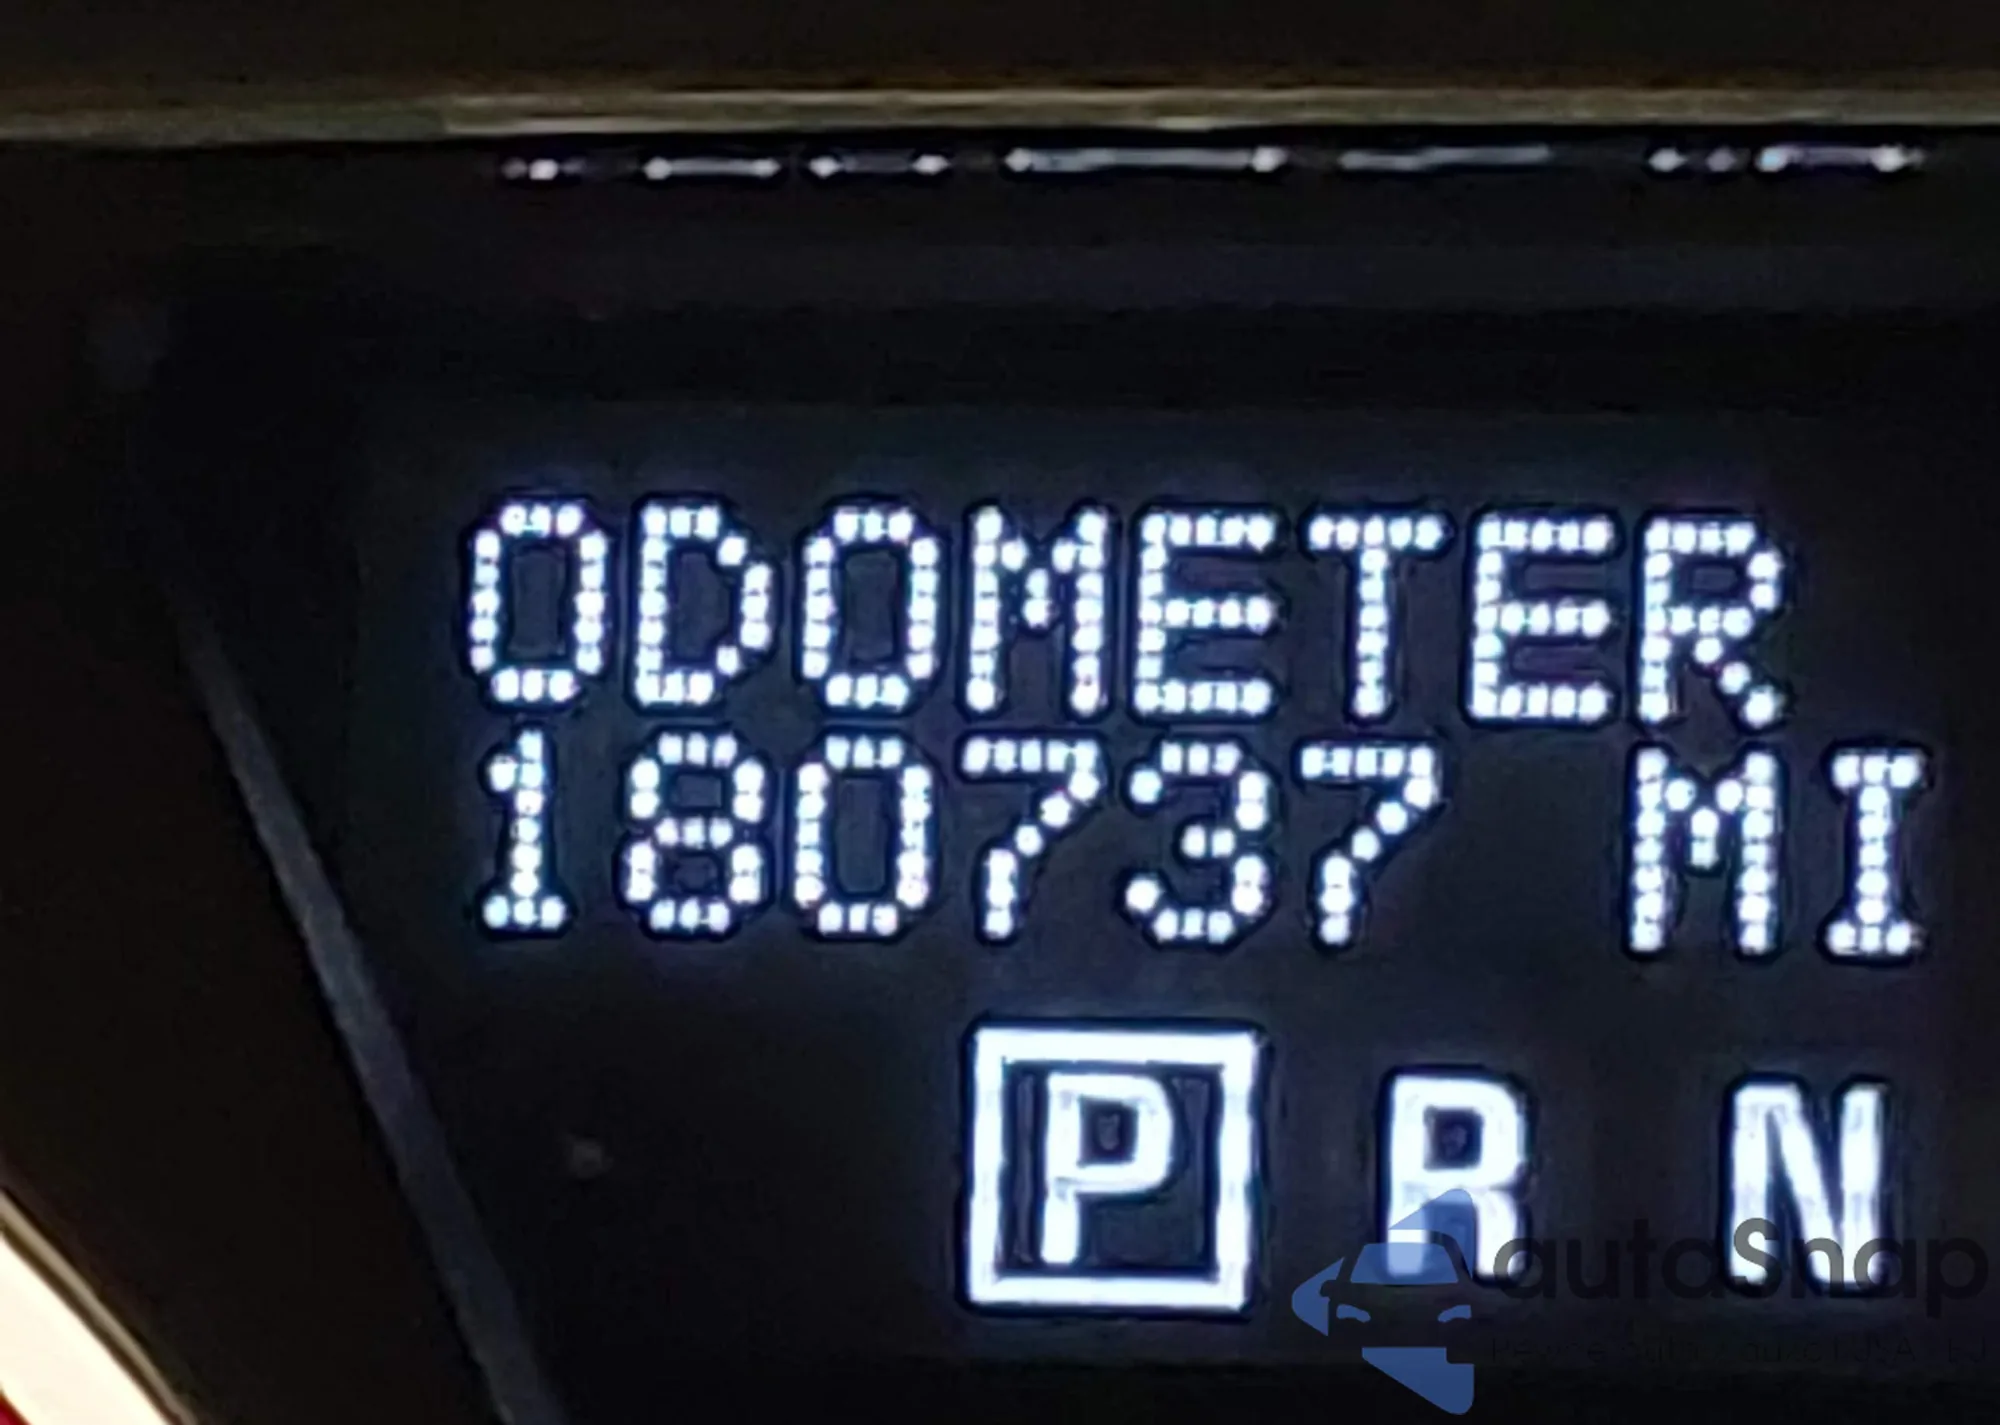 ODOMETER
180737 MI
P R N
autoSnap